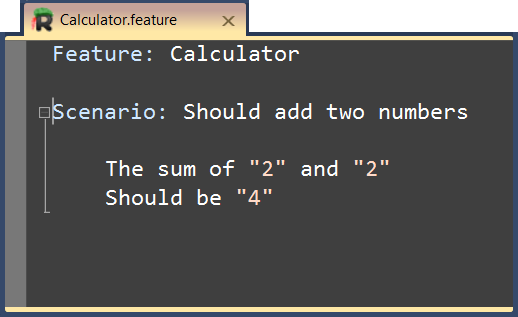 Calculator.feature
Feature: Calculator
Scenario: Should add two numbers
The sum of "2" and "2"
Should be "4"